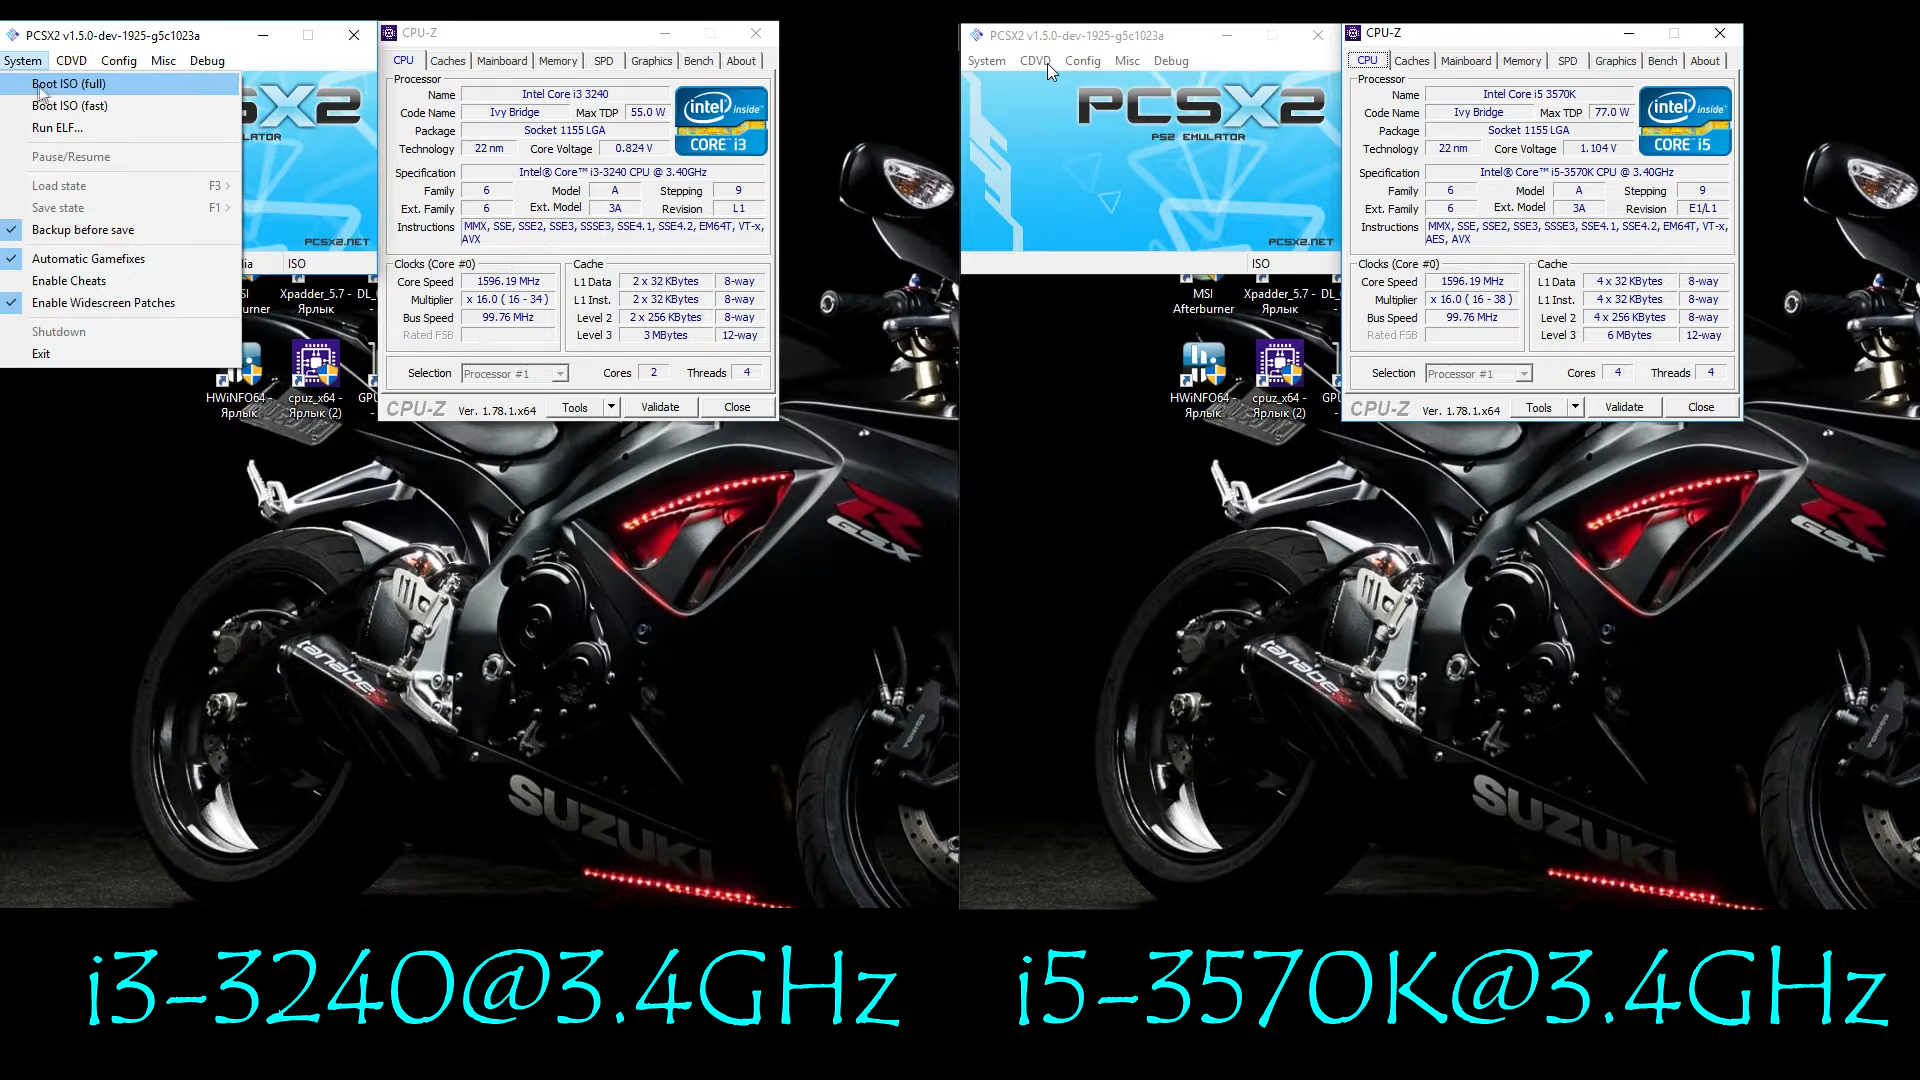 PCSX2 v1.5.0-dev-1925-g5c1023a
System CDVD Config Misc Debug
Boot ISO (full)
Boot ISO (fast)
Run ELF...
Pause/Resume
Load state F3
Save state F1
Backup before save
Automatic Gamefixes
Enable Cheats
Enable Widescreen Patches
Shutdown
Exit
SX2
LATOR
PCSX2.NET
ISO
Xpadder_5.7 -
Ярлык
DL_
HWiNFO64 -
Ярлык
cpuz_x64 -
Ярлык (2)
GPU
CPU-Z
CPU Caches Mainboard Memory SPD Graphics Bench About
Processor
Name Intel Core i3 3240
Code Name Ivy Bridge Max TDP 55.0 W
Package Socket 1155 LGA
Technology 22 nm Core Voltage 0.824 V
intel inside™
CORE i3
Specification Intel® Core™ i3-3240 CPU @ 3.40GHz
Family 6 Model A Stepping 9
Ext. Family 6 Ext. Model 3A Revision L1
Instructions MMX, SSE, SSE2, SSE3, SSSE3, SSE4.1, SSE4.2, EM64T, VT-x,
AVX
Clocks (Core #0)
Core Speed 1596.19 MHz
Multiplier x 16.0 ( 16 - 34 )
Bus Speed 99.76 MHz
Rated FSB
Cache
L1 Data 2 x 32 KBytes 8-way
L1 Inst. 2 x 32 KBytes 8-way
Level 2 2 x 256 KBytes 8-way
Level 3 3 MBytes 12-way
Selection Processor #1 Cores 2 Threads 4
CPU-Z Ver. 1.78.1.x64 Tools Validate Close
PCSX2 v1.5.0-dev-1925-g5c1023a
System CDVD Config Misc Debug
PCSX2
PS2 EMULATOR
PCSX2.NET
ISO
MSI
Afterburner
Xpadder_5.7 -
Ярлык
DL_
HWiNFO64 -
Ярлык
cpuz_x64 -
Ярлык (2)
CPU-Z
CPU Caches Mainboard Memory SPD Graphics Bench About
Processor
Name Intel Core i5 3570K
Code Name Ivy Bridge Max TDP 77.0 W
Package Socket 1155 LGA
Technology 22 nm Core Voltage 1.104 V
intel inside™
CORE i5
Specification Intel® Core™ i5-3570K CPU @ 3.40GHz
Family 6 Model A Stepping 9
Ext. Family 6 Ext. Model 3A Revision E1/L1
Instructions MMX, SSE, SSE2, SSE3, SSSE3, SSE4.1, SSE4.2, EM64T, VT-x,
AES, AVX
Clocks (Core #0)
Core Speed 1596.19 MHz
Multiplier x 16.0 ( 16 - 38 )
Bus Speed 99.76 MHz
Rated FSB
Cache
L1 Data 4 x 32 KBytes 8-way
L1 Inst. 4 x 32 KBytes 8-way
Level 2 4 x 256 KBytes 8-way
Level 3 6 MBytes 12-way
Selection Processor #1 Cores 4 Threads 4
CPU-Z Ver. 1.78.1.x64 Tools Validate Close
R
GSX
tanabe
SUZUKI
R
GSX
tanabe
SUZUKI
i3-3240@3.4GHz
i5-3570K@3.4GHz